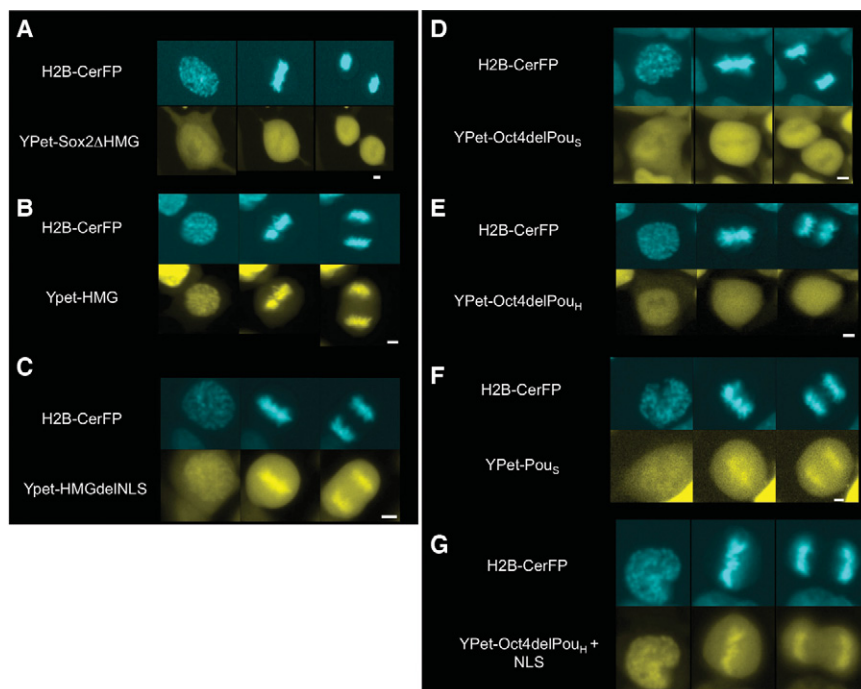 A
H2B-CerFP
YPet-Sox2ΔHMG
B
H2B-CerFP
Ypet-HMG
C
H2B-CerFP
Ypet-HMGdelNLS
D
H2B-CerFP
YPet-Oct4delPouS
E
H2B-CerFP
YPet-Oct4delPouH
F
H2B-CerFP
YPet-PouS
G
H2B-CerFP
YPet-Oct4delPouH +
NLS